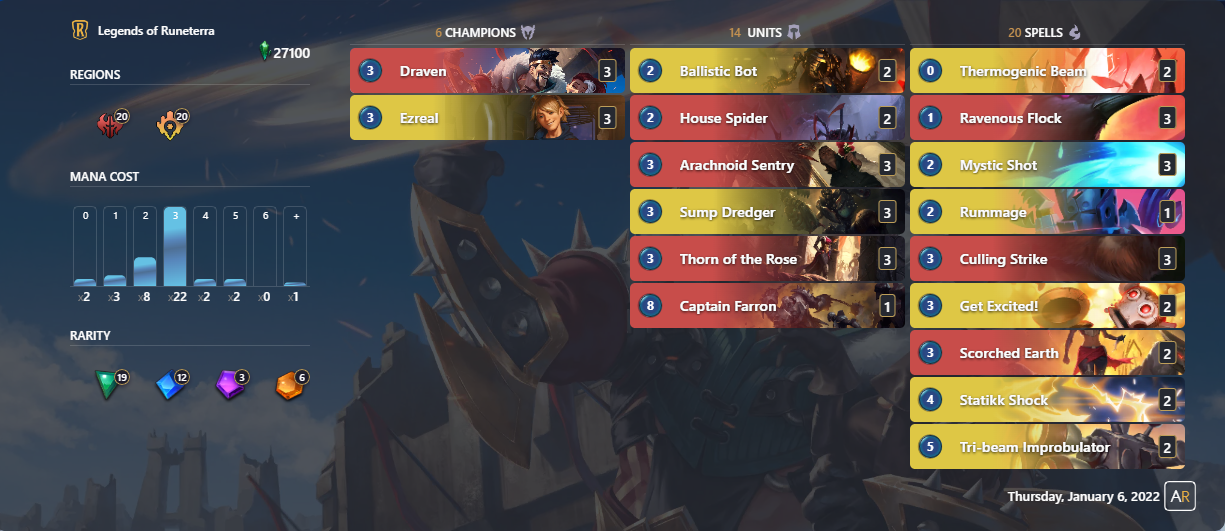 Legends of Runeterra
27100
REGIONS
20 20
MANA COST
0 1 2 3 4 5 6 +
x2 x3 x8 x22 x2 x2 x0 x1
RARITY
19 12 3 6
6 CHAMPIONS
3 Draven 3
3 Ezreal 3
14 UNITS
2 Ballistic Bot 2
2 House Spider 2
3 Arachnoid Sentry 3
3 Sump Dredger 3
3 Thorn of the Rose 3
8 Captain Farron 1
20 SPELLS
0 Thermogenic Beam 2
1 Ravenous Flock 3
2 Mystic Shot 3
2 Rummage 1
3 Culling Strike 3
3 Get Excited! 2
3 Scorched Earth 2
4 Statikk Shock 2
5 Tri-beam Improbulator 2
Thursday, January 6, 2022 AR